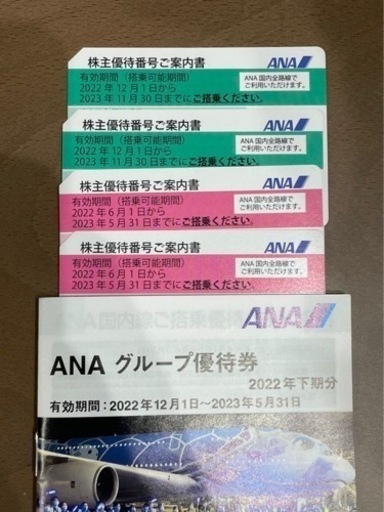 株主優待番号ご案内書 ANA
有効期間（搭乗可能期間）
2022年12月1日から
2023年11月30日までにご搭乗ください。
ANA国内全路線で
ご利用いただけます。
株主優待番号ご案内書 ANA
有効期間（搭乗可能期間）
2022年12月1日から
2023年11月30日までにご搭乗ください。
ANA国内全路線で
ご利用いただけます。
株主優待番号ご案内書 ANA
有効期間（搭乗可能期間）
2022年6月1日から
2023年5月31日までにご搭乗ください。
ANA国内全路線で
ご利用いただけます。
株主優待番号ご案内書 ANA
有効期間（搭乗可能期間）
2022年6月1日から
2023年5月31日までにご搭乗ください。
ANA国内全路線で
ご利用いただけます。
ANA
ANA国内線ご搭乗優待
ANA グループ優待券
2022年下期分
有効期間：2022年12月1日～2023年5月31日